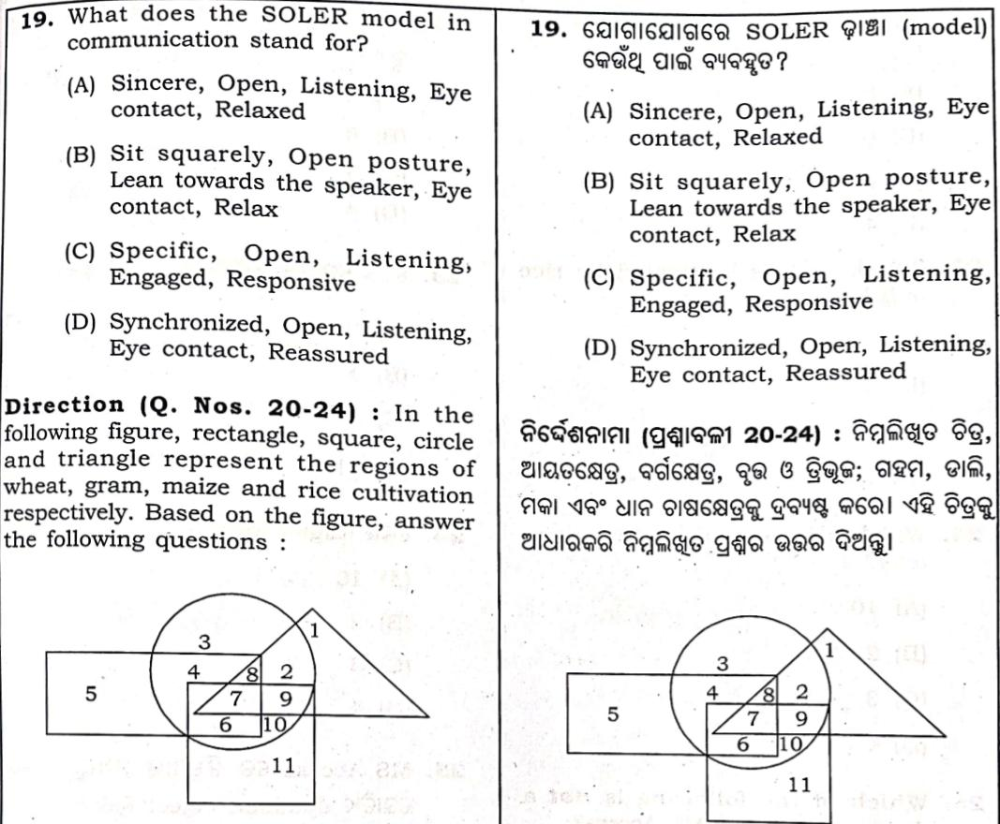 19. What does the SOLER model in
communication stand for?
(A) Sincere, Open, Listening, Eye
contact, Relaxed
(B) Sit squarely, Open posture,
Lean towards the speaker, Eye
contact, Relax
(C) Specific, Open, Listening,
Engaged, Responsive
(D) Synchronized, Open, Listening,
Eye contact, Reassured
Direction (Q. Nos. 20-24) : In the
following figure, rectangle, square, circle
and triangle represent the regions of
wheat, gram, maize and rice cultivation
respectively. Based on the figure, answer
the following questions :
1
3
4
8
2
5
7
9
6
10
11
19. ଯୋଗାଯୋଗରେ SOLER ଢ଼ାଞ୍ଚା (model)
କେଉଁଥି ପାଇଁ ବ୍ୟବହୃତ?
(A) Sincere, Open, Listening, Eye
contact, Relaxed
(B) Sit squarely, Open posture,
Lean towards the speaker, Eye
contact, Relax
(C) Specific, Open, Listening,
Engaged, Responsive
(D) Synchronized, Open, Listening,
Eye contact, Reassured
ନିର୍ଦ୍ଦେଶନାମା (ପ୍ରଶ୍ନାବଳୀ 20-24) : ନିମ୍ନଲିଖିତ ଚିତ୍ର,
ଆୟତକ୍ଷେତ୍ର, ବର୍ଗକ୍ଷେତ୍ର, ବୃତ୍ତ ଓ ତ୍ରିଭୂଜ; ଗହମ, ଡାଲି,
ମକା ଏବଂ ଧାନ ଚାଷକ୍ଷେତ୍ରକୁ ଦ୍ରବ୍ୟଷ୍ଟ କରେ। ଏହି ଚିତ୍ରକୁ
ଆଧାରକରି ନିମ୍ନଲିଖିତ ପ୍ରଶ୍ନର ଉତ୍ତର ଦିଅନ୍ତୁ।
1
3
4
8
2
5
7
9
6
10
11